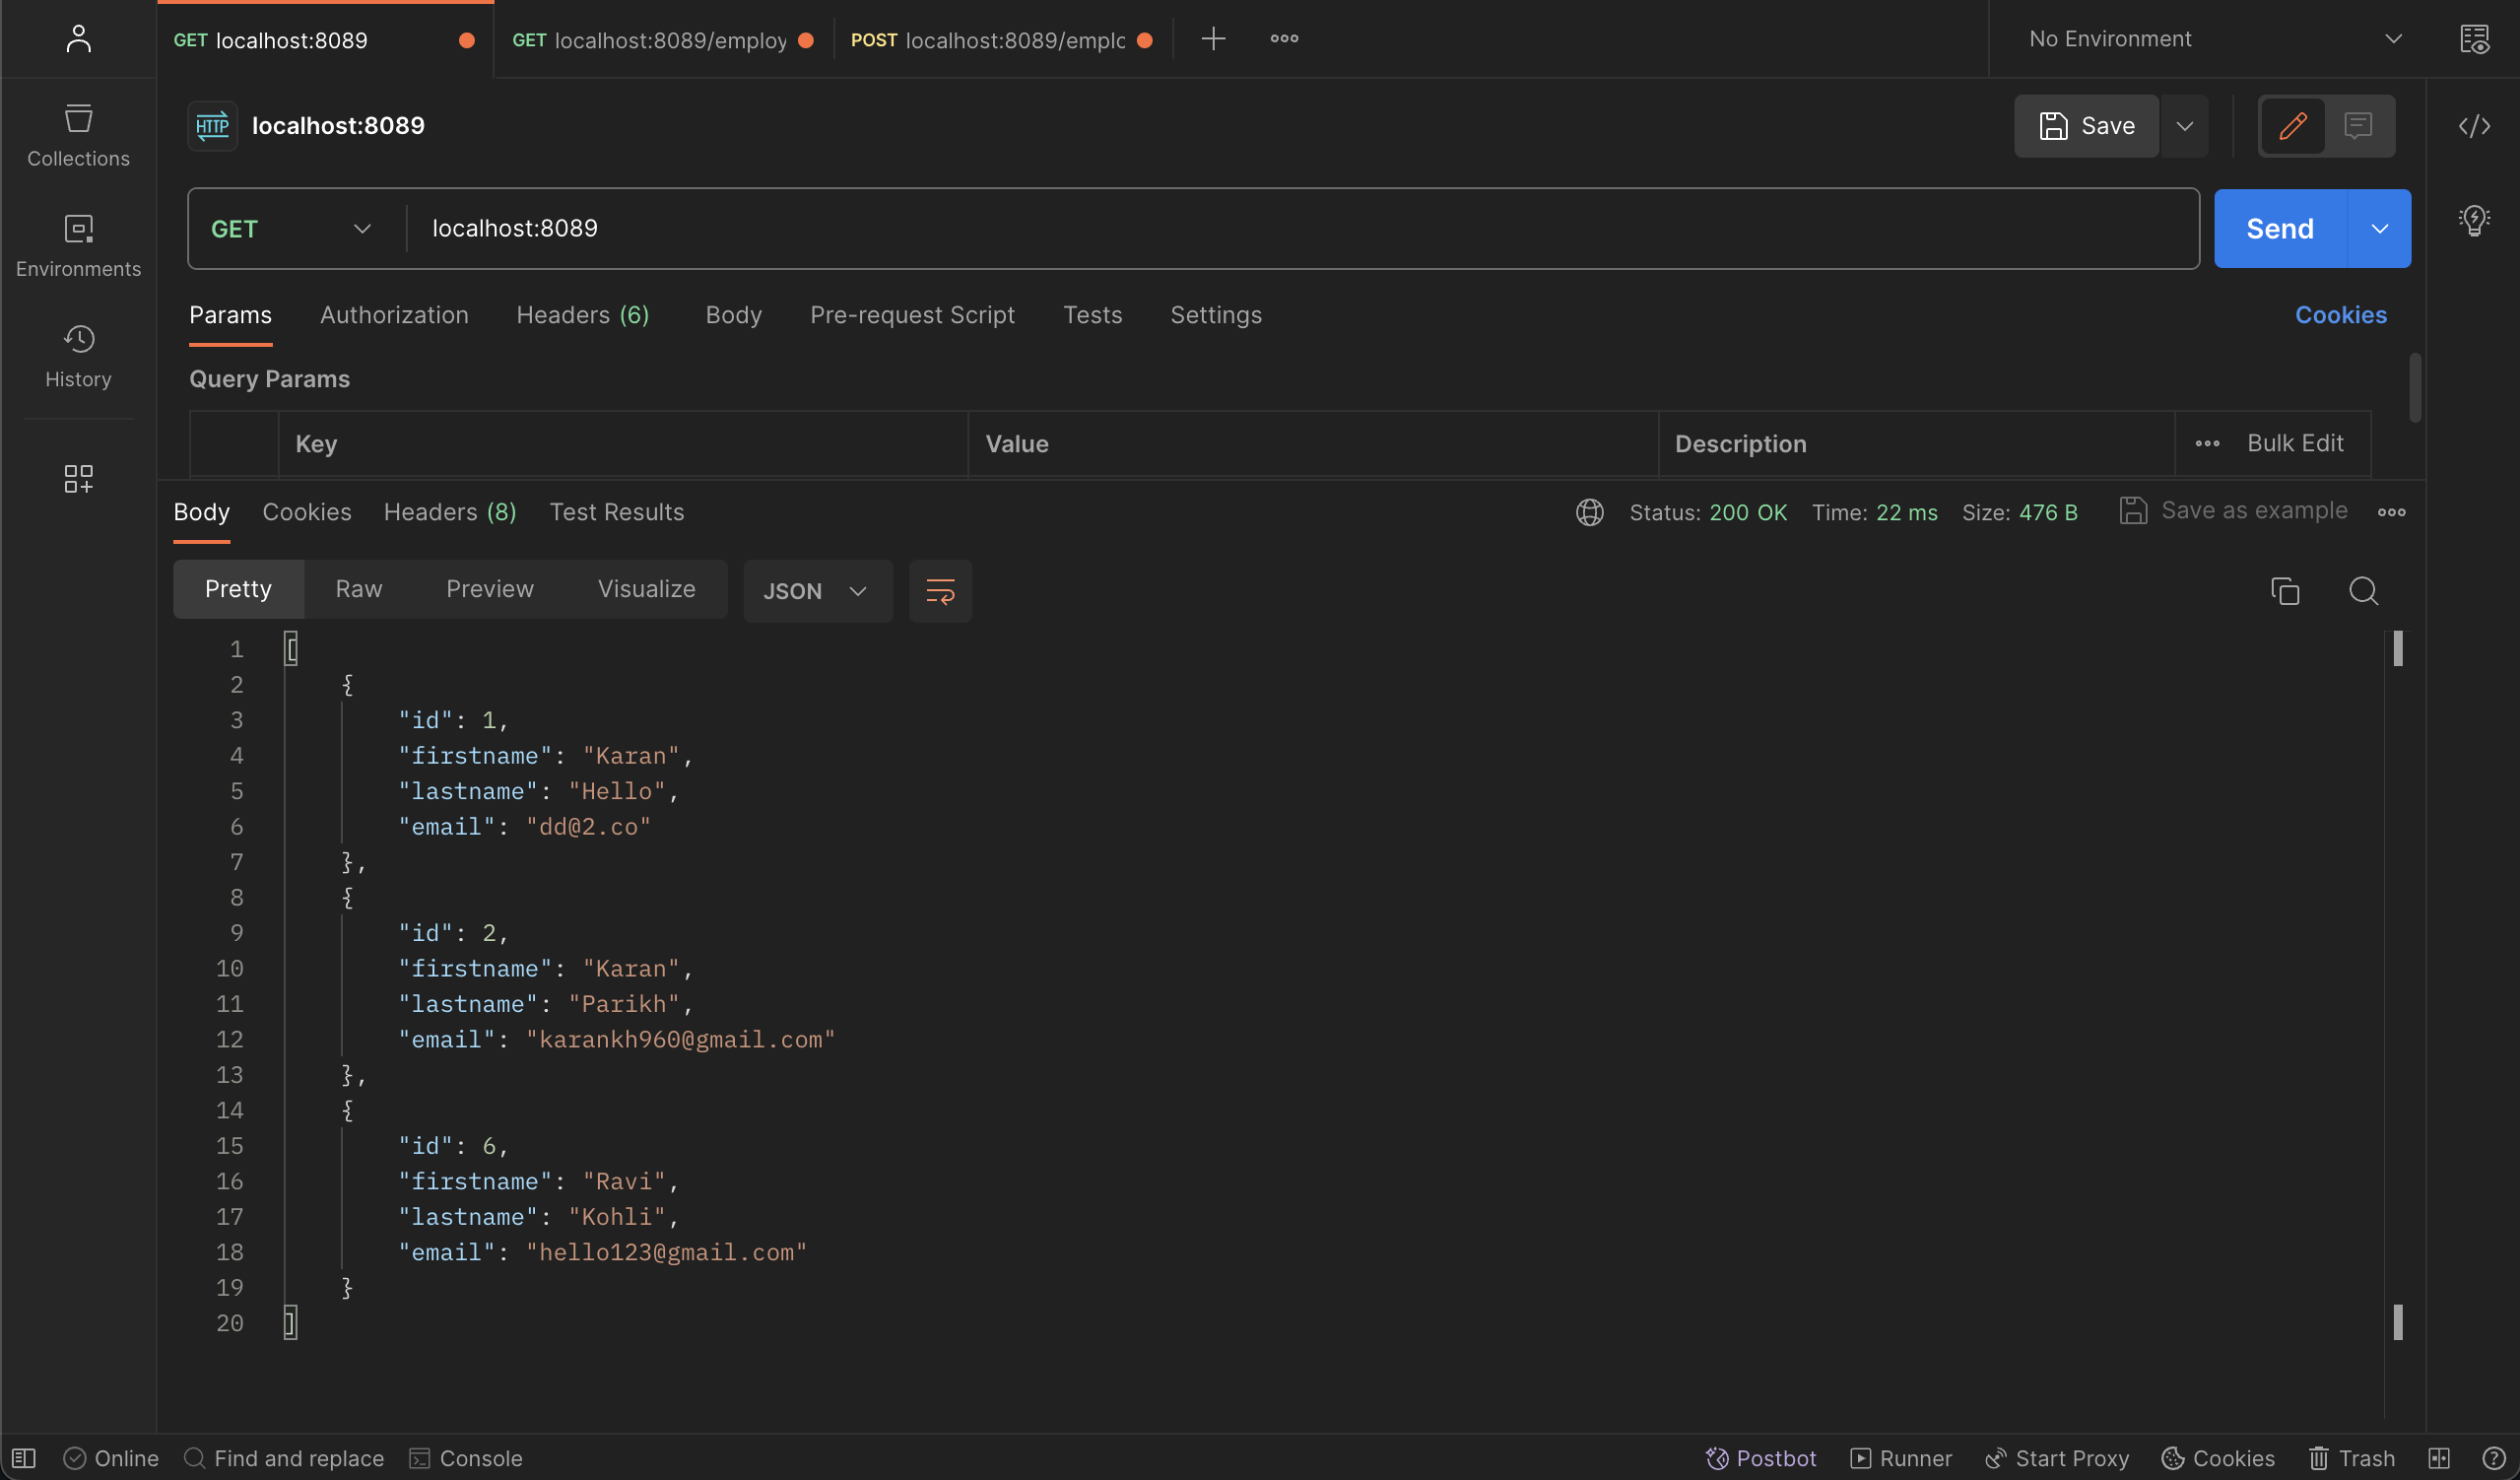 GET localhost:8089
GET localhost:8089/employ
POST localhost:8089/emplc
No Environment
Collections
Environments
History
HTTP localhost:8089
Save
GET localhost:8089
Send
Params Authorization Headers (6) Body Pre-request Script Tests Settings Cookies
Query Params
Key Value Description Bulk Edit
Body Cookies Headers (8) Test Results Status: 200 OK Time: 22 ms Size: 476 B Save as example
Pretty Raw Preview Visualize JSON
1 [
2 {
3 "id": 1,
4 "firstname": "Karan",
5 "lastname": "Hello",
6 "email": "dd@2.co"
7 },
8 {
9 "id": 2,
10 "firstname": "Karan",
11 "lastname": "Parikh",
12 "email": "karankh960@gmail.com"
13 },
14 {
15 "id": 6,
16 "firstname": "Ravi",
17 "lastname": "Kohli",
18 "email": "hello123@gmail.com"
19 }
20 ]
Online Find and replace Console Postbot Runner Start Proxy Cookies Trash